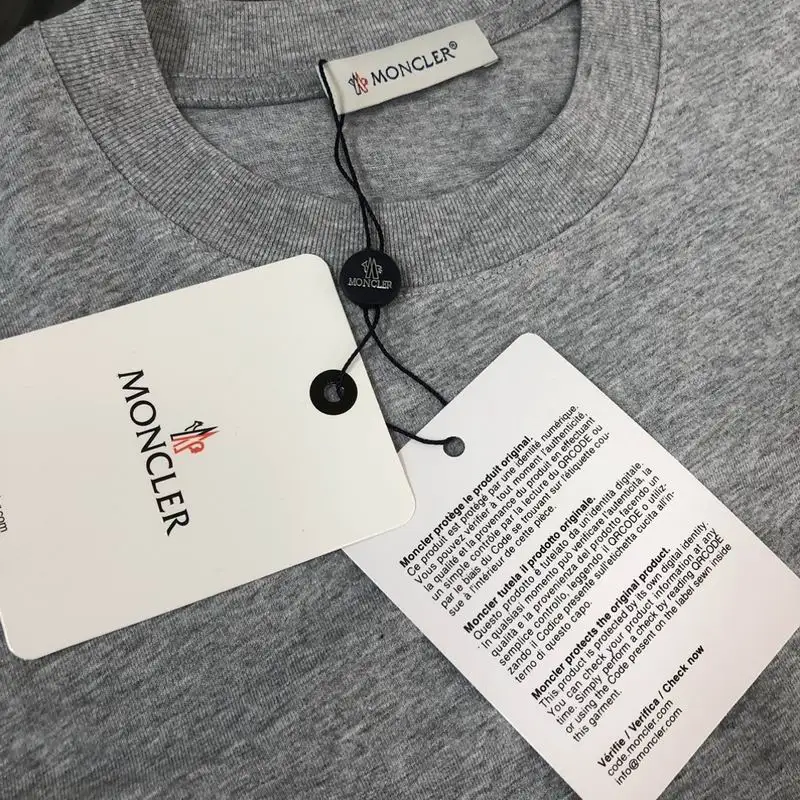 MONCLER®
MONCLER
MONCLER
Moncler protège le produit original.
Ce produit est protégé par une identité numérique.
Vous pouvez vérifier à tout moment l'authenticité,
la qualité et la provenance du produit en effectuant
un simple contrôle par la lecture du QRCODE ou
par le biais du Code se trouvant sur l'étiquette cou-
sue à l'intérieur de cette pièce.
Moncler tutela il prodotto originale.
Questo prodotto è tutelato da un'identità digitale.
In qualsiasi momento può verificare l'autenticità, la
qualità e la provenienza del prodotto facendo un
semplice controllo, leggendo il QRCODE o utiliz-
zando il Codice presente sull'etichetta cucita all'in-
terno di questo capo.
Moncler protects the original product.
This product is protected by its own digital identity.
You can check your product information at any
time. Simply perform a check by reading QRCODE
or using the Code present on the label sewn inside
this garment.
Vérifie / Verifica / Check now
code.moncler.com
info@moncler.com